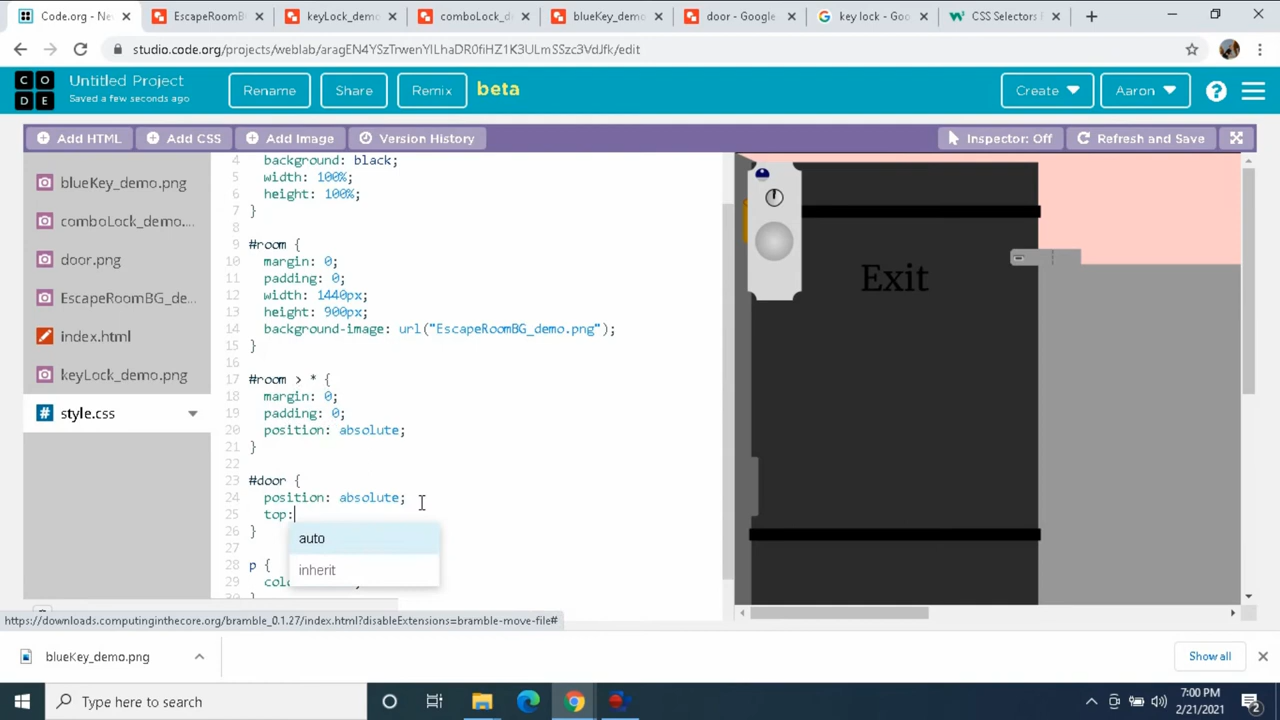 Code.org - Ne
EscapeRoomB
keyLock_demo
comboLock_d
blueKey_demo
door - Google
key lock - Goo
CSS Selectors F
studio.code.org/projects/weblab/aragEN4YSzTrwenYILhaDR0fiHZ1K3ULmSSzc3VdJfk/edit
C O D E
Untitled Project
Saved a few seconds ago
Rename
Share
Remix
beta
Create
Aaron
?
Add HTML
Add CSS
Add Image
Version History
Inspector: Off
Refresh and Save
blueKey_demo.png
comboLock_demo....
door.png
EscapeRoomBG_de...
index.html
keyLock_demo.png
# style.css
4 background: black;
5 width: 100%;
6 height: 100%;
7 }
8
9 #room {
10 margin: 0;
11 padding: 0;
12 width: 1440px;
13 height: 900px;
14 background-image: url("EscapeRoomBG_demo.png");
15 }
16
17 #room > * {
18 margin: 0;
19 padding: 0;
20 position: absolute;
21 }
22
23 #door {
24 position: absolute;
25 top:
26 }
auto
27
inherit
28 p {
29 col
30
Exit
https://downloads.computinginthecore.org/bramble_0.1.27/index.html?disableExtensions=bramble-move-file#
blueKey_demo.png
Show all
Type here to search
7:00 PM
2/21/2021
2